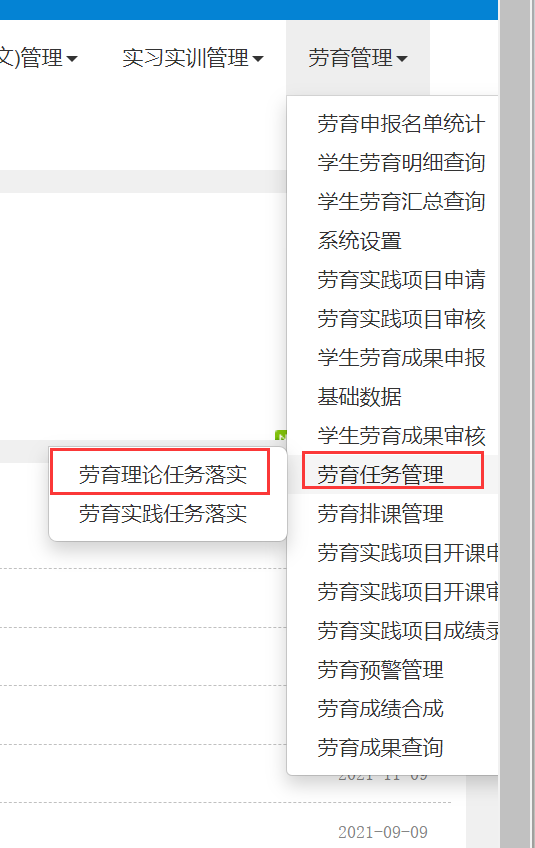 文)管理 实习实训管理 劳育管理
劳育申报名单统计
学生劳育明细查询
学生劳育汇总查询
系统设置
劳育实践项目申请
劳育实践项目审核
学生劳育成果申报
基础数据
学生劳育成果审核
劳育任务管理
劳育理论任务落实
劳育实践任务落实
劳育排课管理
劳育实践项目开课申
劳育实践项目开课审
劳育实践项目成绩录
劳育预警管理
劳育成绩合成
劳育成果查询
2021-11-09
2021-09-09